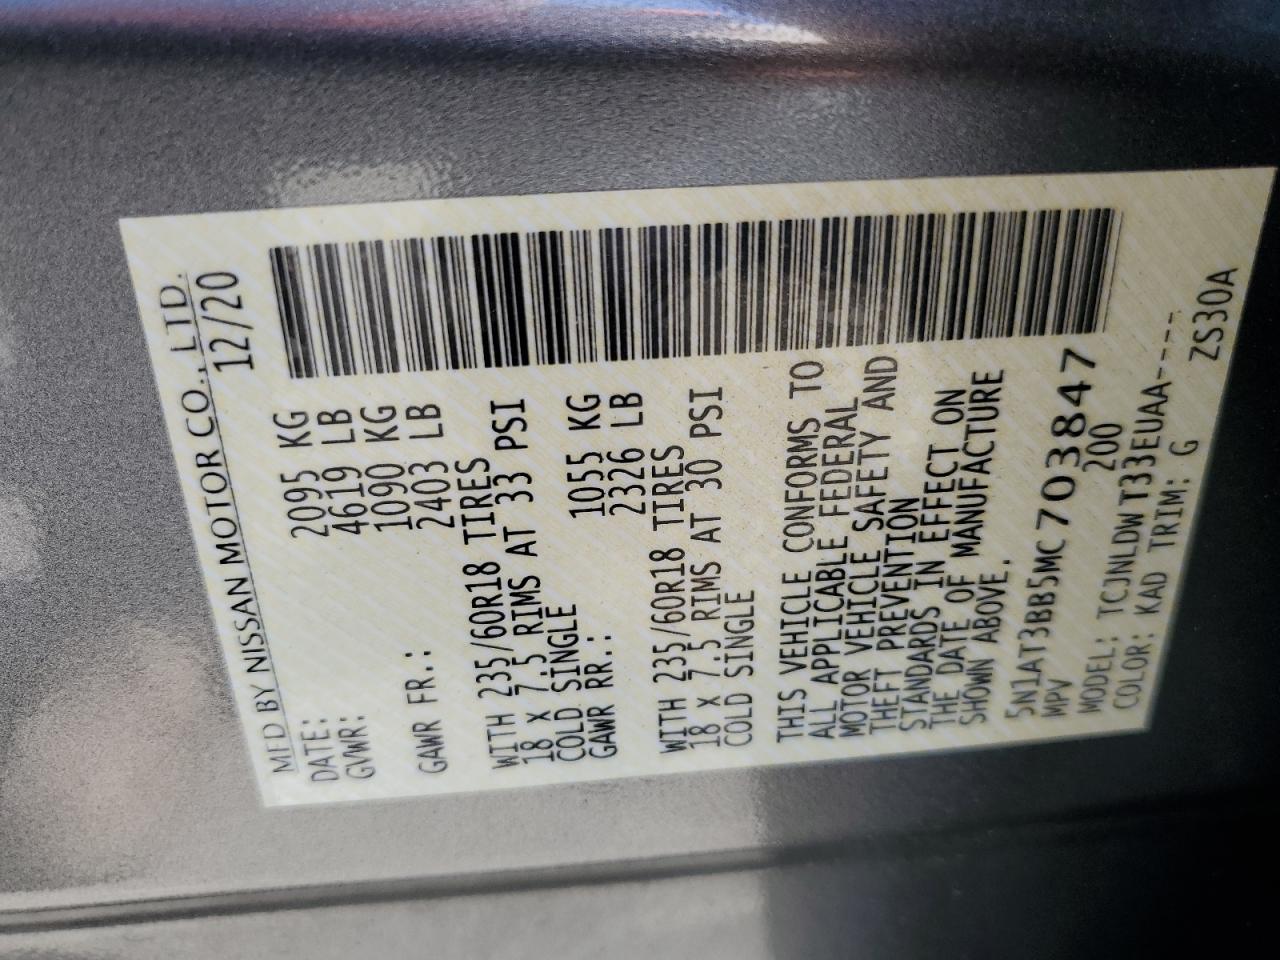 MFD BY NISSAN MOTOR CO., LTD.
DATE: 12/20
GVWR: 2095 KG
4619 LB
GAWR FR.: 1090 KG
2403 LB
WITH 235/60R18 TIRES
18 X 7.5 RIMS AT 33 PSI
COLD SINGLE
GAWR RR.: 1055 KG
2326 LB
WITH 235/60R18 TIRES
18 X 7.5 RIMS AT 30 PSI
COLD SINGLE
THIS VEHICLE CONFORMS TO
ALL APPLICABLE FEDERAL
MOTOR VEHICLE SAFETY AND
THEFT PREVENTION
STANDARDS IN EFFECT ON
THE DATE OF MANUFACTURE
SHOWN ABOVE.
5N1AT3BB5MC703847
MPV 200
MODEL: TCJNLDWT33EUAA----
COLOR: KAD TRIM: G ZS30A